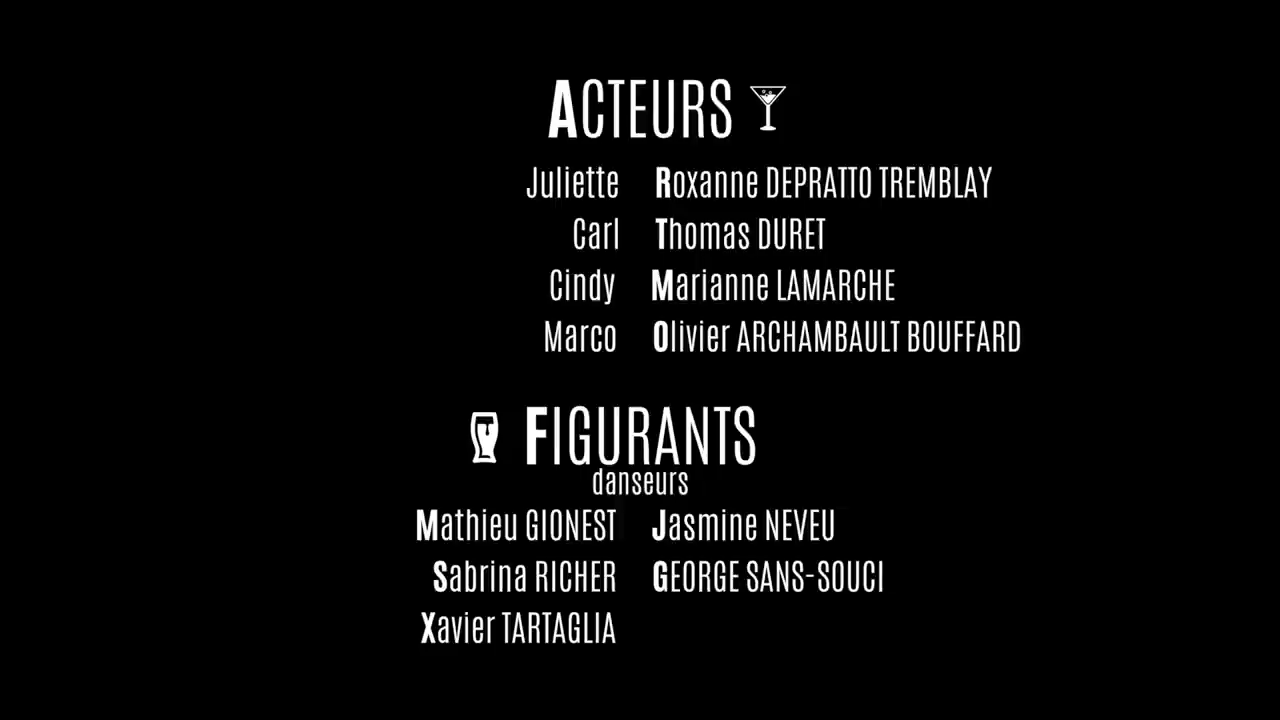 ACTEURS
Juliette Roxanne DEPRATTO TREMBLAY
Carl Thomas DURET
Cindy Marianne LAMARCHE
Marco Olivier ARCHAMBAULT BOUFFARD
FIGURANTS
danseurs
Mathieu GIONEST Jasmine NEVEU
Sabrina RICHER GEORGE SANS-SOUCI
Xavier TARTAGLIA